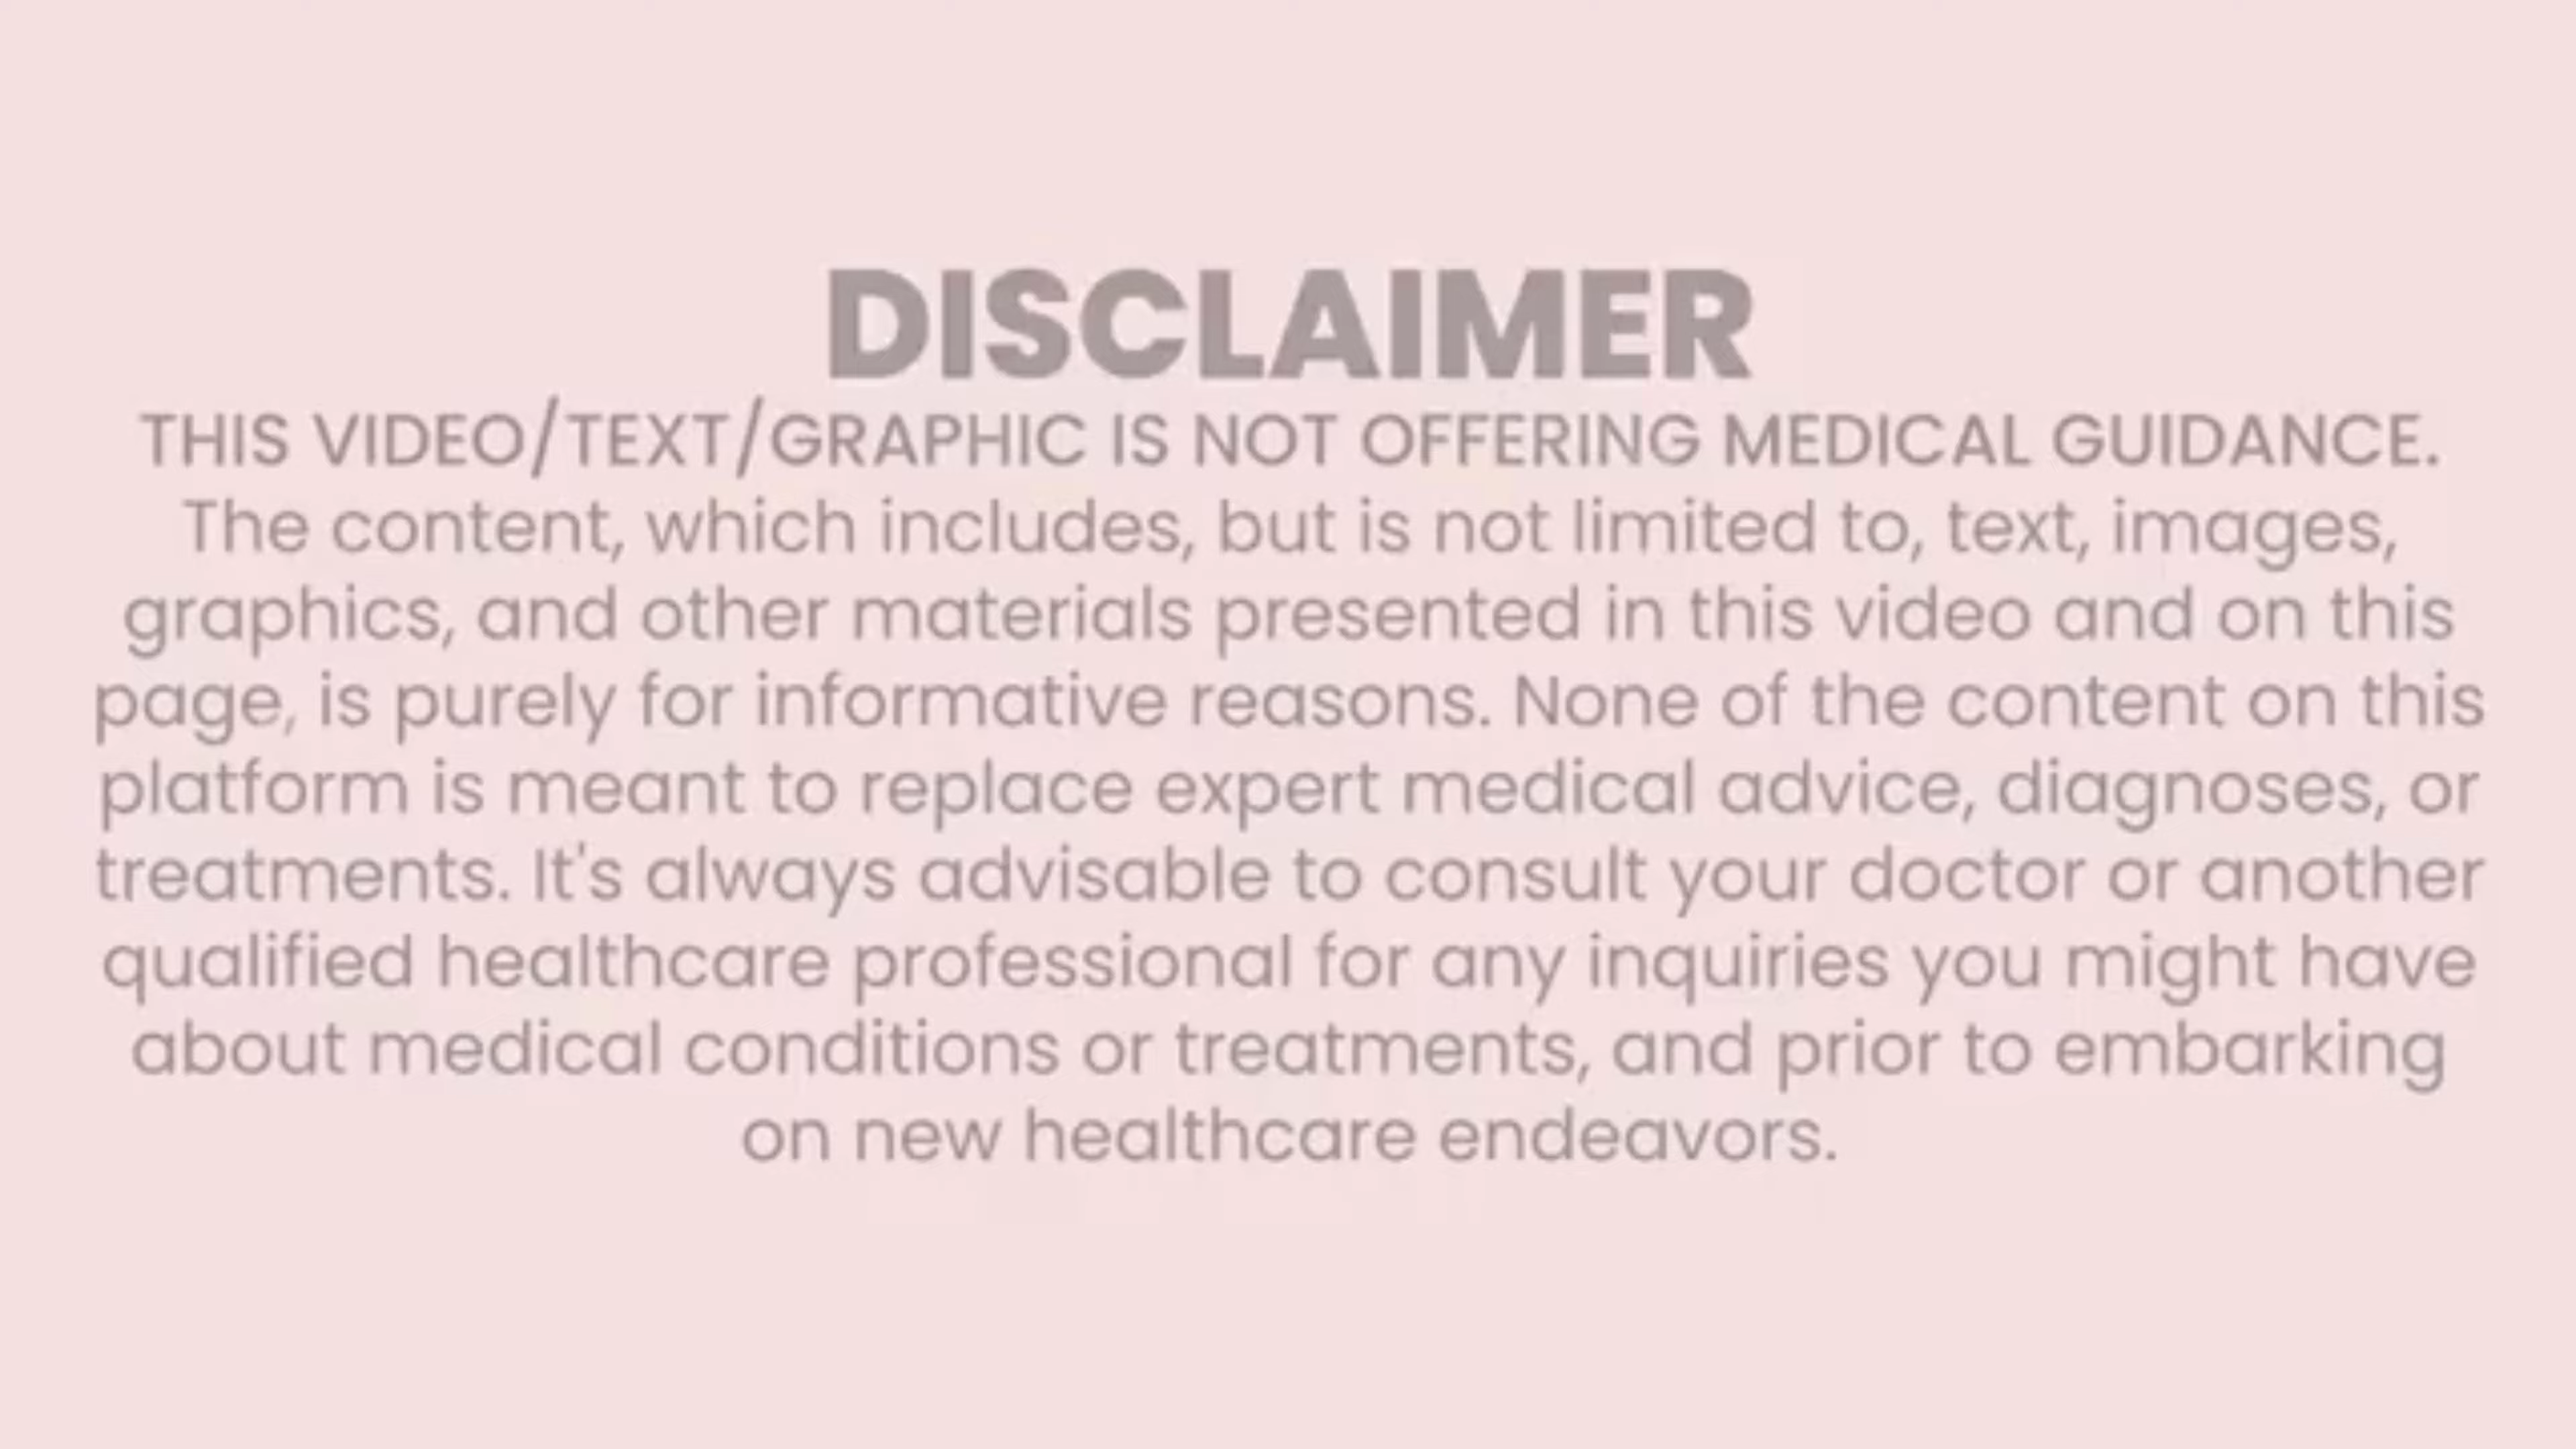 DISCLAIMER
THIS VIDEO/TEXT/GRAPHIC IS NOT OFFERING MEDICAL GUIDANCE.
The content, which includes, but is not limited to, text, images,
graphics, and other materials presented in this video and on this
page, is purely for informative reasons. None of the content on this
platform is meant to replace expert medical advice, diagnoses, or
treatments. It's always advisable to consult your doctor or another
qualified healthcare professional for any inquiries you might have
about medical conditions or treatments, and prior to embarking
on new healthcare endeavors.